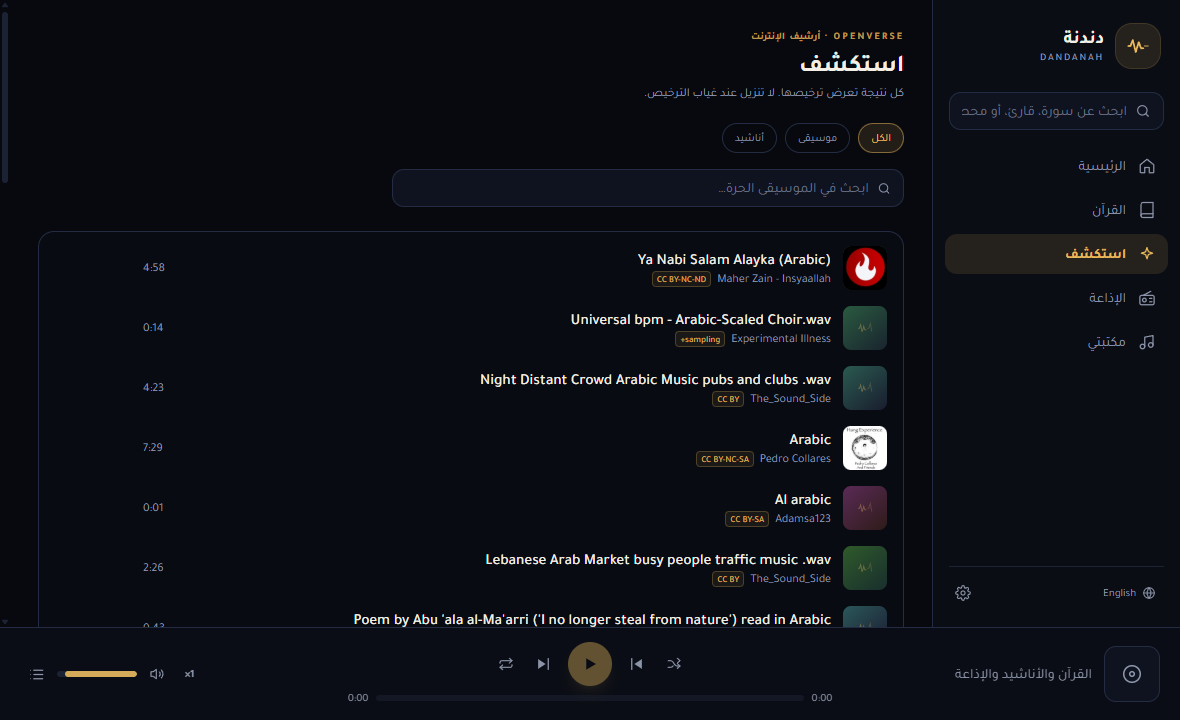 دندنة
DANDANAH
ابحث عن سورة، قارئ، أو محد
الرئيسية
القرآن
استكشف
الإذاعة
مكتبتي
English
OPENVERSE · أرشيف الإنترنت
استكشف
كل نتيجة تعرض ترخيصها. لا تنزيل عند غياب الترخيص.
الكل
موسيقى
أناشيد
ابحث في الموسيقى الحرة…
Ya Nabi Salam Alayka (Arabic)
Maher Zain - Insyaallah CC BY-NC-ND
4:58
Universal bpm - Arabic-Scaled Choir.wav
Experimental Illness sampling+
0:14
Night Distant Crowd Arabic Music pubs and clubs .wav
The_Sound_Side CC BY
4:23
Arabic
Pedro Collares CC BY-NC-SA
7:29
Al arabic
Adamsa123 CC BY-SA
0:01
Lebanese Arab Market busy people traffic music .wav
The_Sound_Side CC BY
2:26
Poem by Abu 'ala al-Ma'arri ('I no longer steal from nature') read in Arabic
0:43
القرآن والأناشيد والإذاعة
0:00
0:00
x1